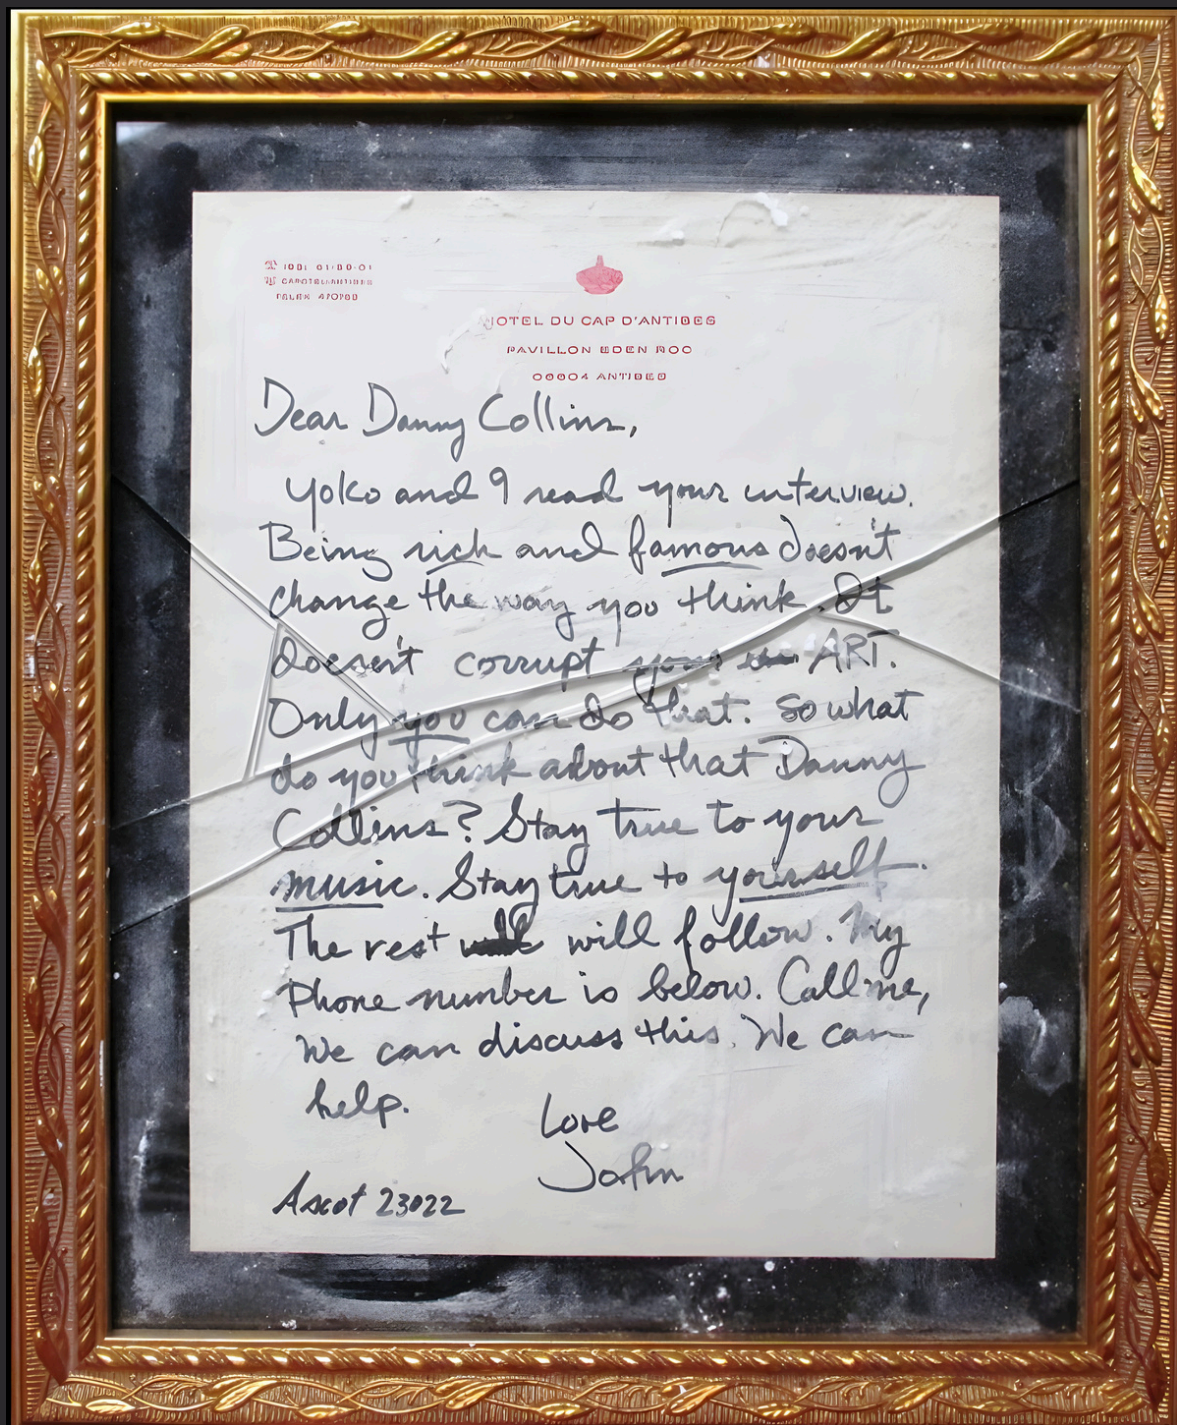 HOTEL DU CAP D'ANTIBES
PAVILLON EDEN ROC
06604 ANTIBES
Dear Danny Collins,
Yoko and I read your interview.
Being rich and famous doesn't
change the way you think. It
doesn't corrupt your ART.
Only you can do that. So what
do you think about that Danny
Collins? Stay true to your
music. Stay true to yourself.
The rest will follow. My
Phone number is below. Call me,
We can discuss this. We can
help.
Love
John
Ascot 23022